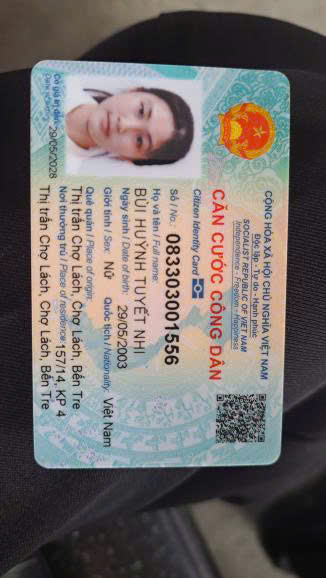 CỘNG HÒA XÃ HỘI CHỦ NGHĨA VIỆT NAM
Độc lập - Tự do - Hạnh phúc
SOCIALIST REPUBLIC OF VIET NAM
Independence - Freedom - Happiness
CĂN CƯỚC CÔNG DÂN
Citizen Identity Card
Số / No.: 083303001556
Họ và tên / Full name:
BÙI HUỲNH TUYẾT NHI
Ngày sinh / Date of birth: 29/05/2003
Giới tính / Sex: Nữ Quốc tịch / Nationality: Việt Nam
Quê quán / Place of origin:
Thị trấn Chợ Lách, Chợ Lách, Bến Tre
Nơi thường trú / Place of residence: 157/14, KP 4
Thị trấn Chợ Lách, Chợ Lách, Bến Tre
Có giá trị đến: 29/05/2028
Date of expiry